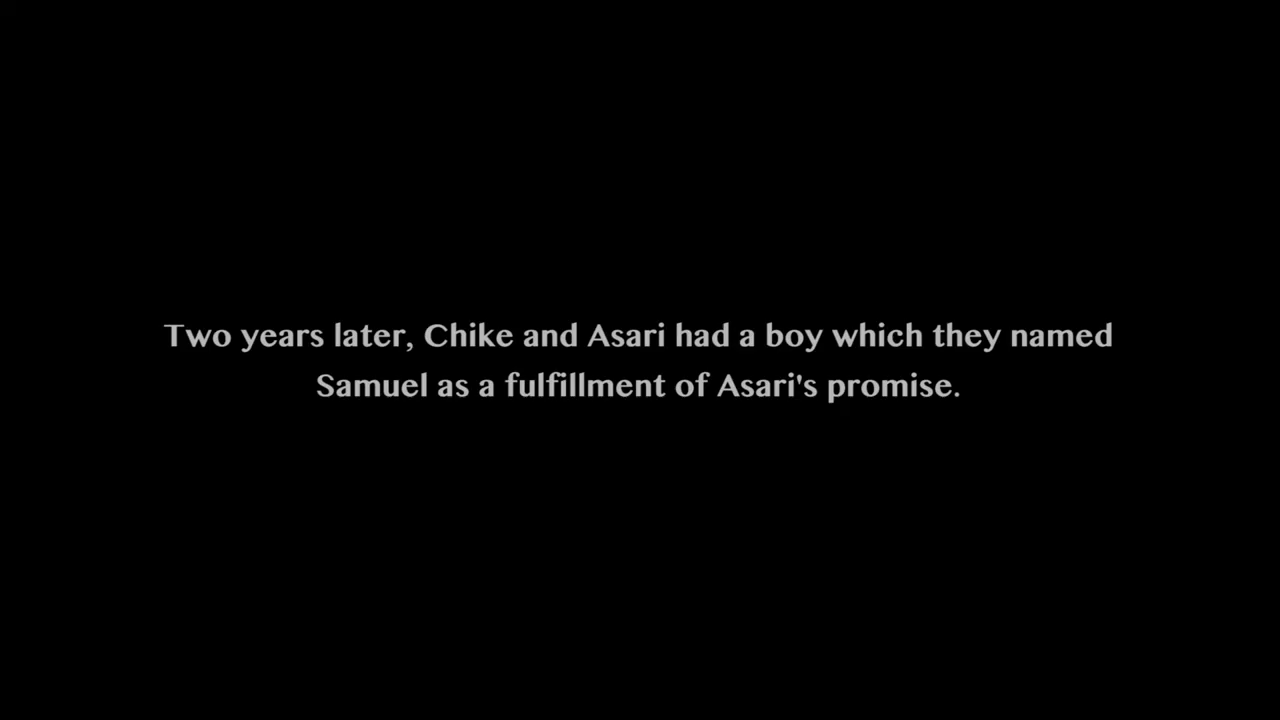 Two years later, Chike and Asari had a boy which they named
Samuel as a fulfillment of Asari's promise.